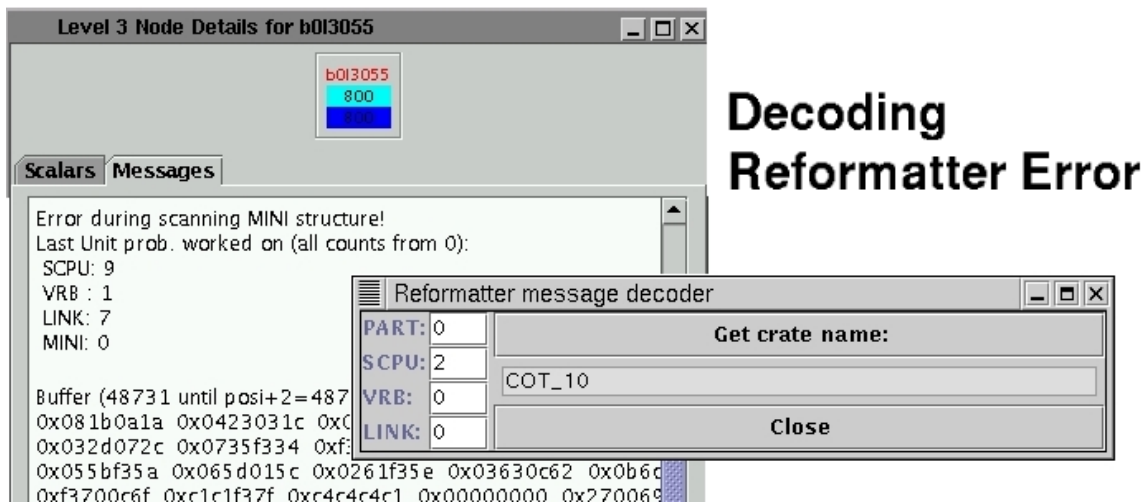 Level 3 Node Details for b0l3055
b0l3055
800
800
Decoding
Reformatter Error
Scalars Messages
Error during scanning MINI structure!
Last Unit prob. worked on (all counts from 0):
SCPU: 9
VRB : 1
LINK: 7
MINI: 0
Buffer (48731 until posi+2=487
0x081b0a1a 0x0423031c
0x032d072c 0x0735f334
0x055bf35a 0x065d015c 0x0261f35e 0x03630c62
0xf3700c6f 0xc1c1f37f 0xc4c4c4c1 0x00000000
Reformatter message decoder
PART: 0
SCPU: 2
VRB: 0
LINK: 0
Get crate name:
COT_10
Close